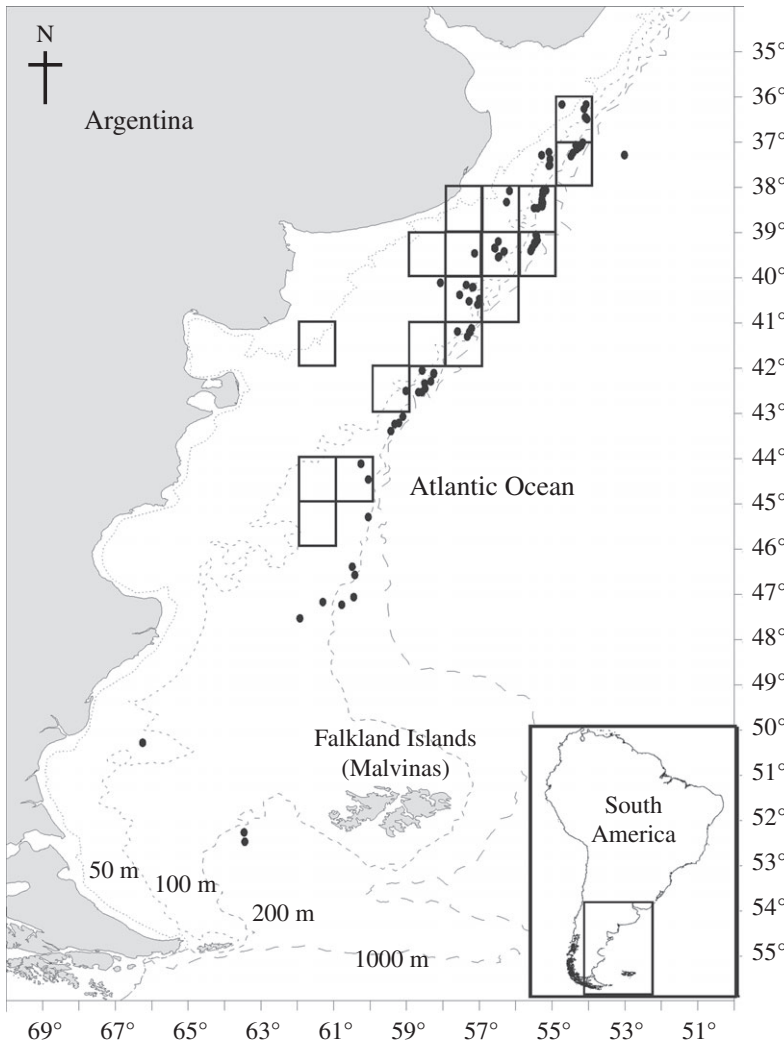 N
Argentina
35°
36°
37°
38°
39°
40°
41°
42°
43°
44°
Atlantic Ocean
45°
46°
47°
48°
49°
50°
Falkland Islands
(Malvinas)
51°
South
America
52°
53°
50 m
100 m
200 m
54°
1000 m
55°
69° 67° 65° 63° 61° 59° 57° 55° 53° 51°